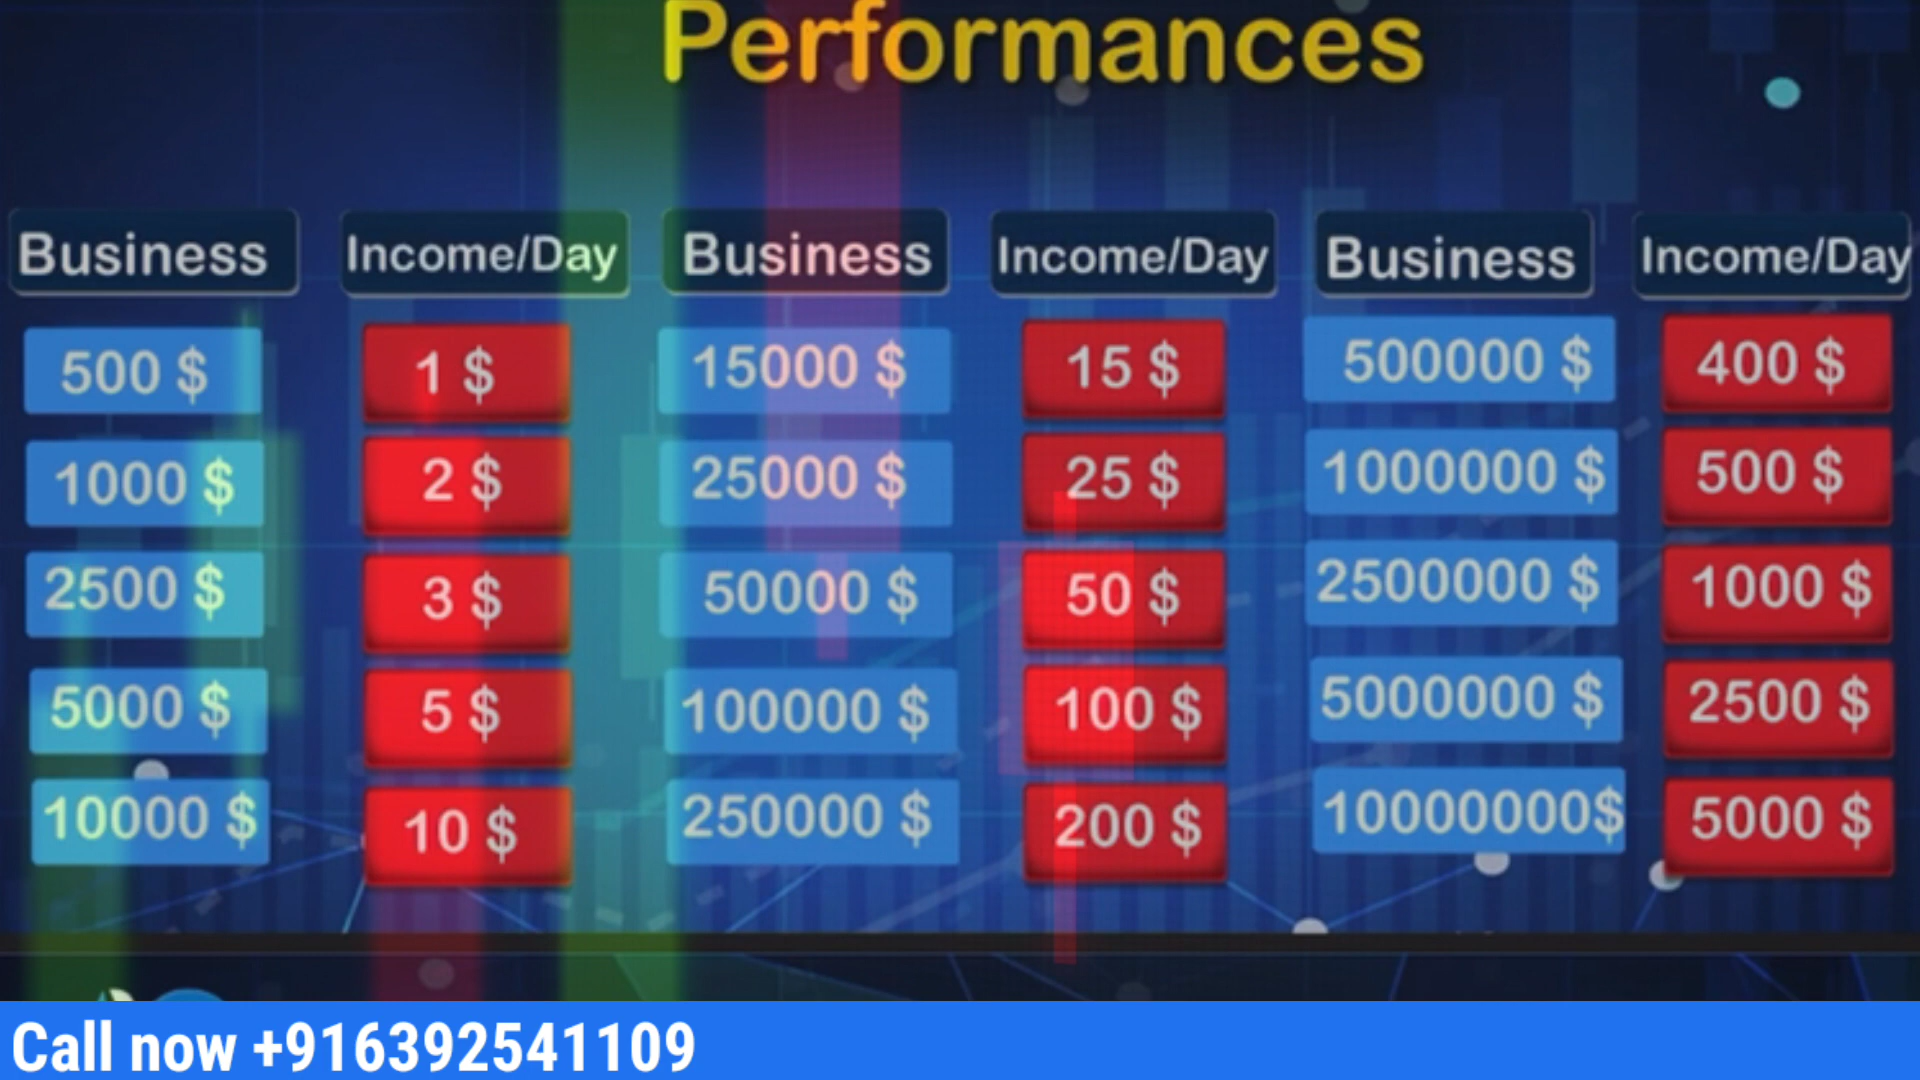 Performances
Business Income/Day Business Income/Day Business Income/Day
500 $ 1 $ 15000 $ 15 $ 500000 $ 400 $
1000 $ 2 $ 25000 $ 25 $ 1000000 $ 500 $
2500 $ 3 $ 50000 $ 50 $ 2500000 $ 1000 $
5000 $ 5 $ 100000 $ 100 $ 5000000 $ 2500 $
10000 $ 10 $ 250000 $ 200 $ 10000000$ 5000 $
Call now +916392541109